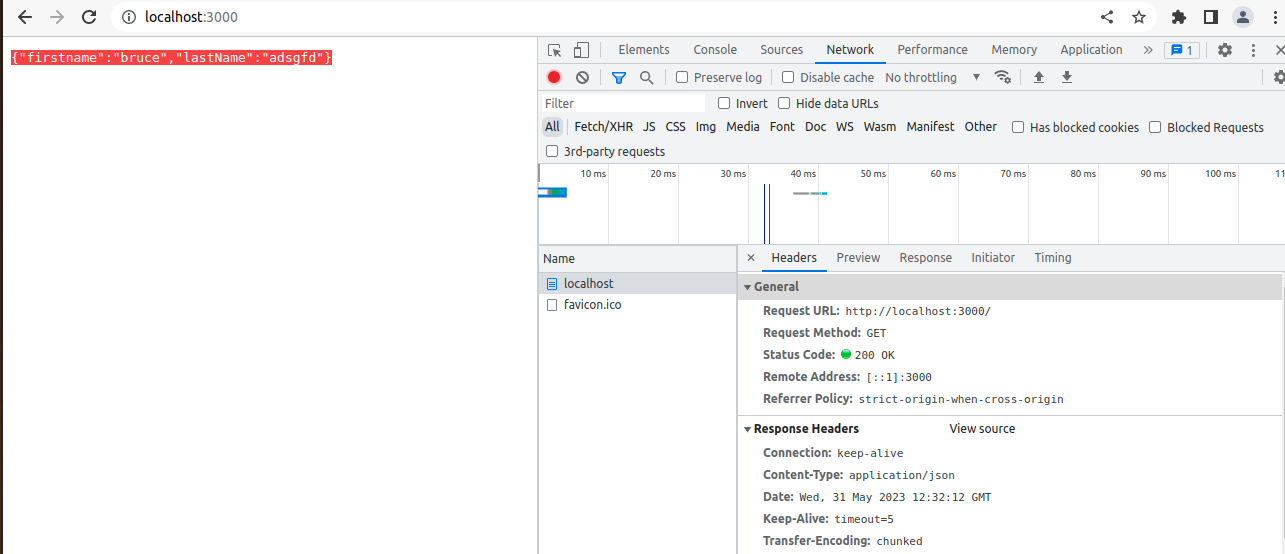 localhost:3000
{"firstname":"bruce","lastName":"adsgfd"}
Elements Console Sources Network Performance Memory Application » 1
Preserve log Disable cache No throttling
Filter Invert Hide data URLs
All Fetch/XHR JS CSS Img Media Font Doc WS Wasm Manifest Other Has blocked cookies Blocked Requests
3rd-party requests
10 ms 20 ms 30 ms 40 ms 50 ms 60 ms 70 ms 80 ms 90 ms 100 ms 11
Name × Headers Preview Response Initiator Timing
localhost
favicon.ico
General
Request URL: http://localhost:3000/
Request Method: GET
Status Code: 200 OK
Remote Address: [::1]:3000
Referrer Policy: strict-origin-when-cross-origin
Response Headers View source
Connection: keep-alive
Content-Type: application/json
Date: Wed, 31 May 2023 12:32:12 GMT
Keep-Alive: timeout=5
Transfer-Encoding: chunked